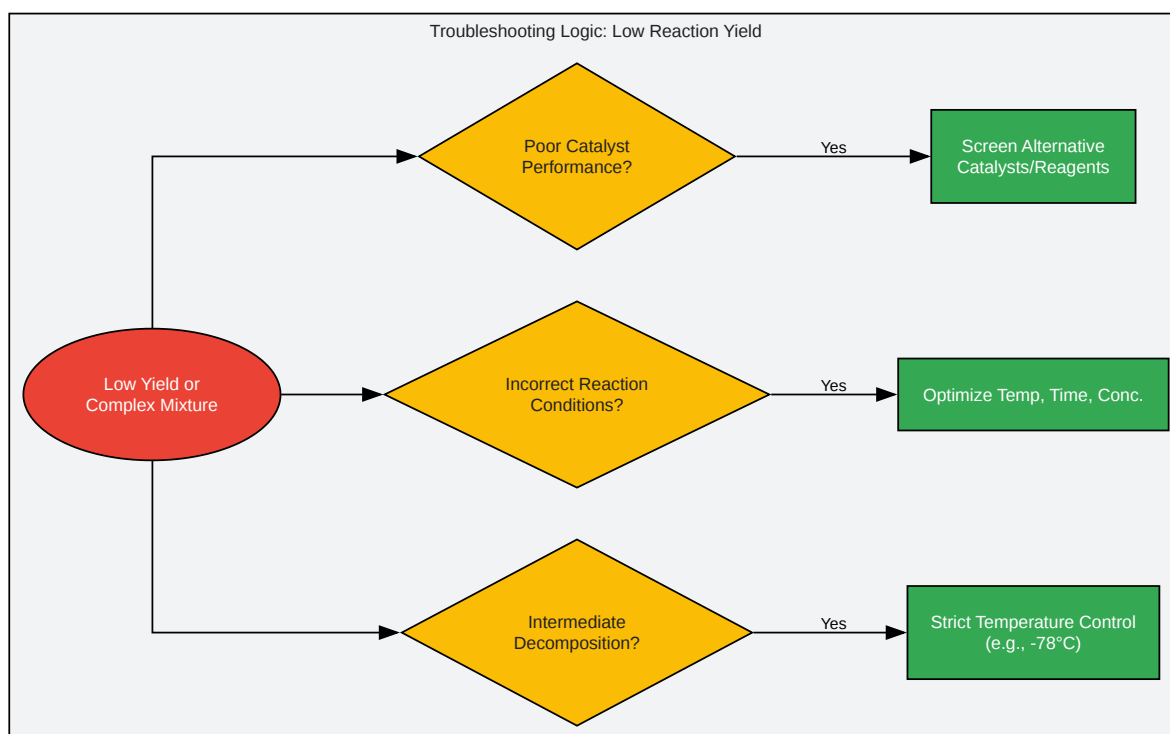 Troubleshooting Logic: Low Reaction Yield
Poor Catalyst
Performance?
Yes
Screen Alternative
Catalysts/Reagents
Low Yield or
Complex Mixture
Incorrect Reaction
Conditions?
Yes
Optimize Temp, Time, Conc.
Intermediate
Decomposition?
Yes
Strict Temperature Control
(e.g., -78°C)